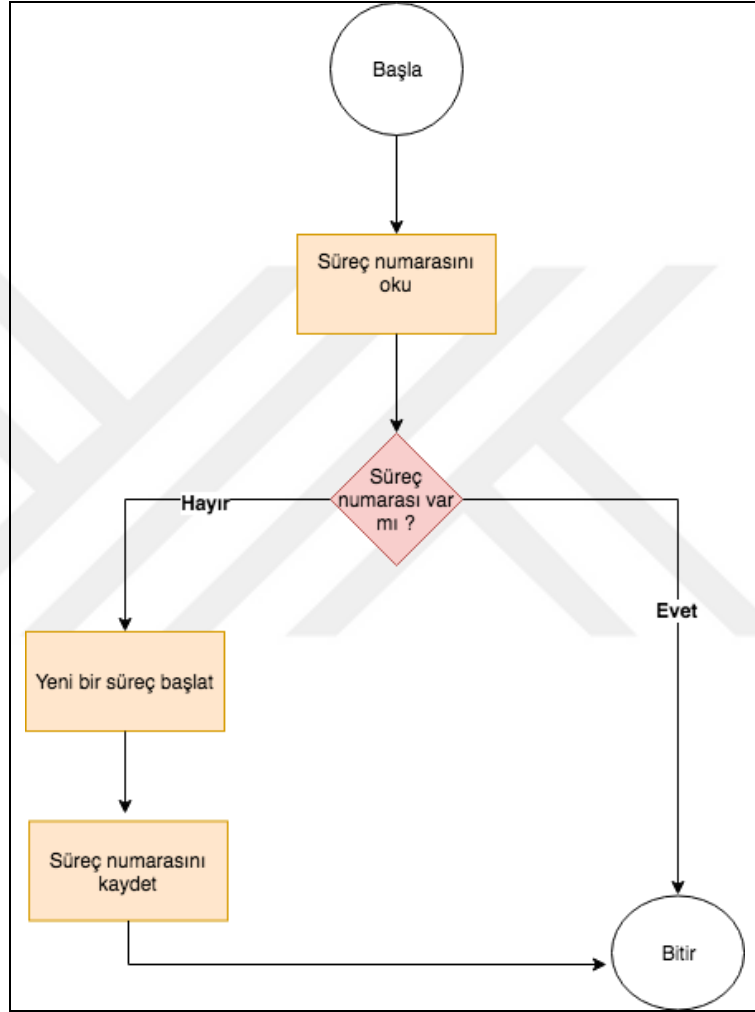 Başla
Süreç numarasını
oku
Süreç
numarası var
mı ?
Hayır
Evet
Yeni bir süreç başlat
Süreç numarasını
kaydet
Bitir